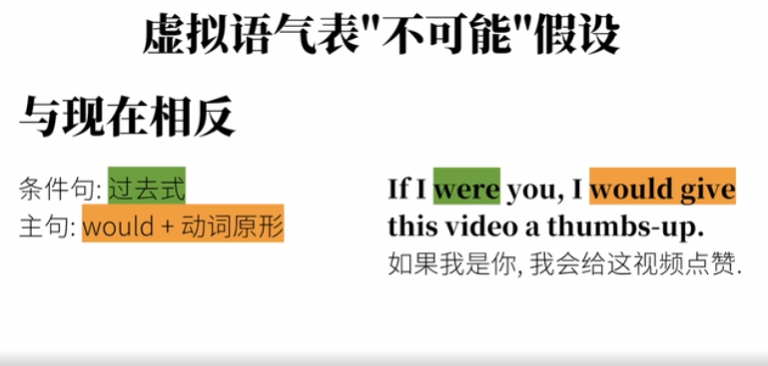 虚拟语气表"不可能"假设
与现在相反
条件句: 过去式
主句: would + 动词原形
If I were you, I would give
this video a thumbs-up.
如果我是你, 我会给这视频点赞.